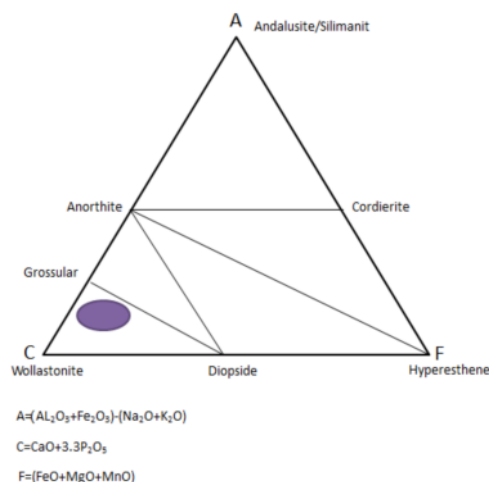 A
Andalusite/Silimanit
Anorthite
Cordierite
Grossular
C
F
Wollastonite
Diopside
Hyperesthene
A=(AL₂O₃+Fe₂O₃)-(Na₂O+K₂O)
C=CaO+3.3P₂O₅
F=(FeO+MgO+MnO)